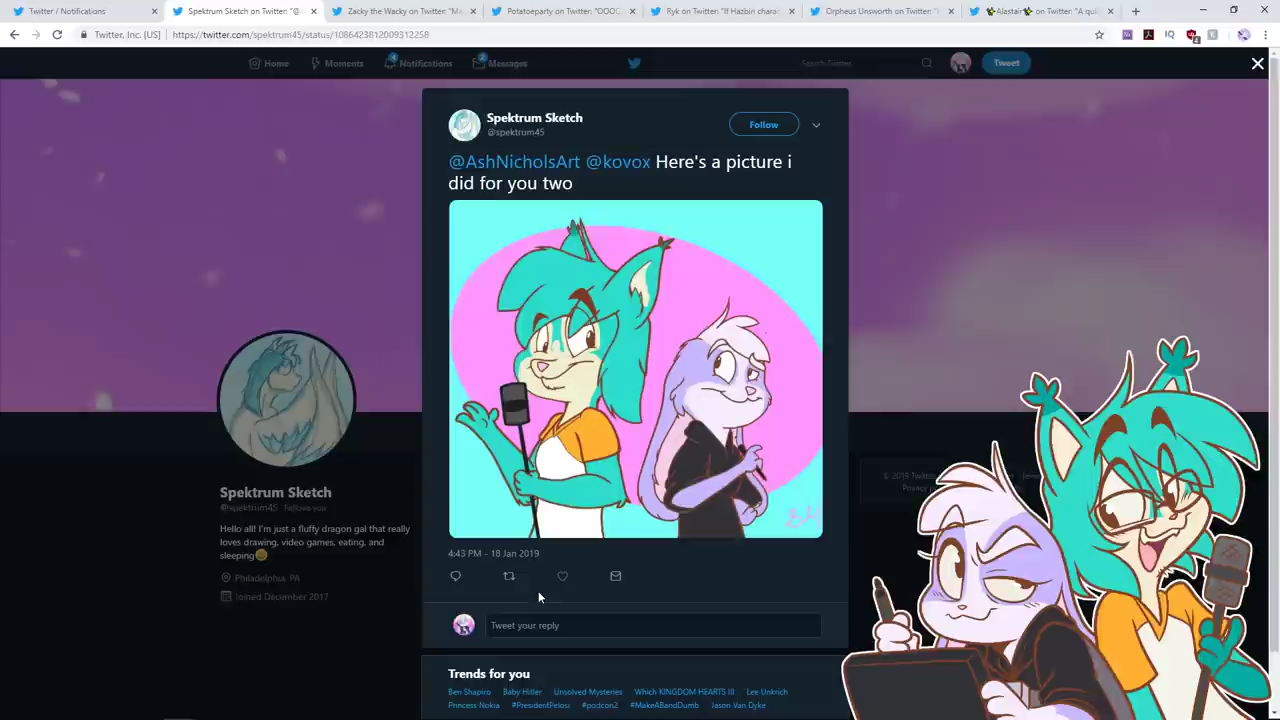 Twitter / Notifications
Spektrum Sketch on Twitter: "@
Zacky the Wacky on Twitter: "Ma
Potatoeparty on Twitter: "OOOC
Ryk on Twitter: "If Hazbin charac
Orpheus Unsworth on Twitter: "
Alastair on Twitter: "A qui
Twitter, Inc. [US]
https://twitter.com/spektrum45/status/1086423812009312258
Home
Moments
Notifications
Messages
Search Twitter
Tweet
Spektrum Sketch
@spektrum45
Follow
@AshNicholsArt @kovox Here's a picture i
did for you two
4:43 PM - 18 Jan 2019
Tweet your reply
Spektrum Sketch
@spektrum45 Follows you
Hello all! I'm just a fluffy dragon gal that really
loves drawing, video games, eating, and
sleeping
Philadelphia, PA
Joined December 2017
© 2019 Twitter
Trends for you
Ben Shapiro
Baby Hitler
Unsolved Mysteries
Which KINGDOM HEARTS III
Lee Unkrich
Princess Nokia
#PresidentPelosi
#podcon2
#MakeABandDumb
Jason Van Dyke